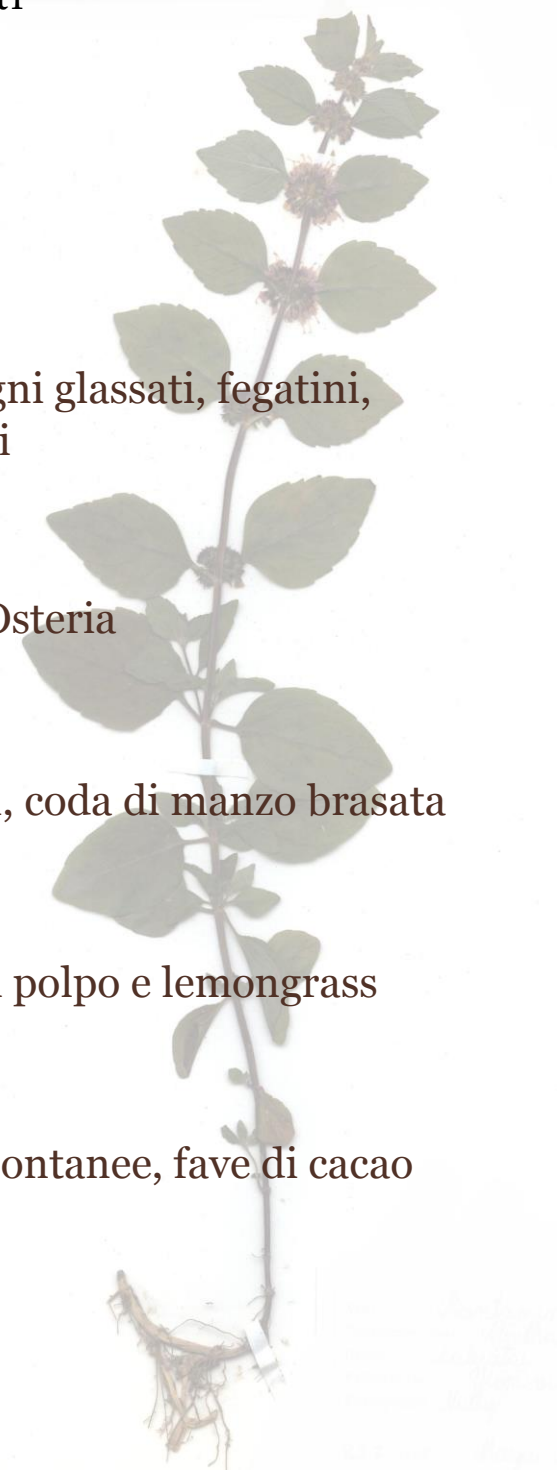 gni glassati, fegatini,
i
Osteria
, coda di manzo brasata
polpo e lemongrass
ontanee, fave di cacao